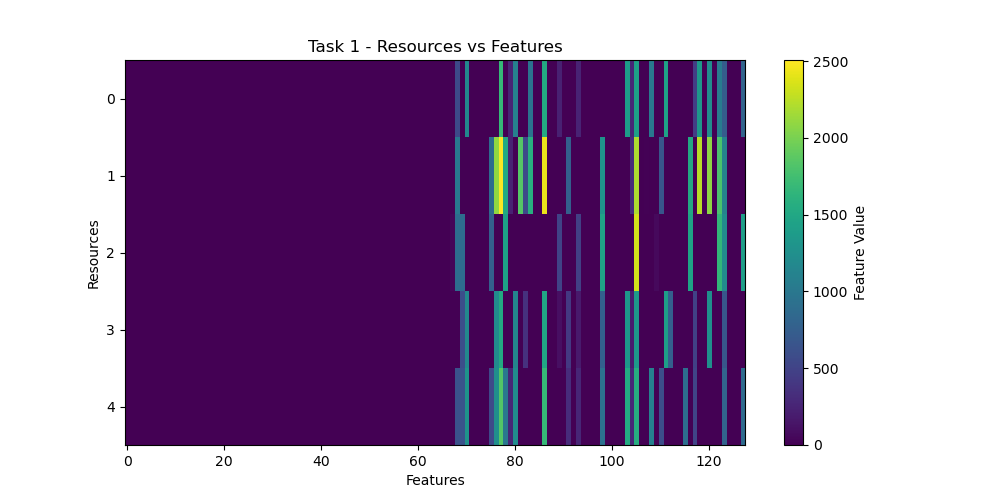 Task 1 - Resources vs Features
Resources
0
1
2
3
4
0 20 40 60 80 100 120
Features
2500
2000
1500
1000
500
0
Feature Value